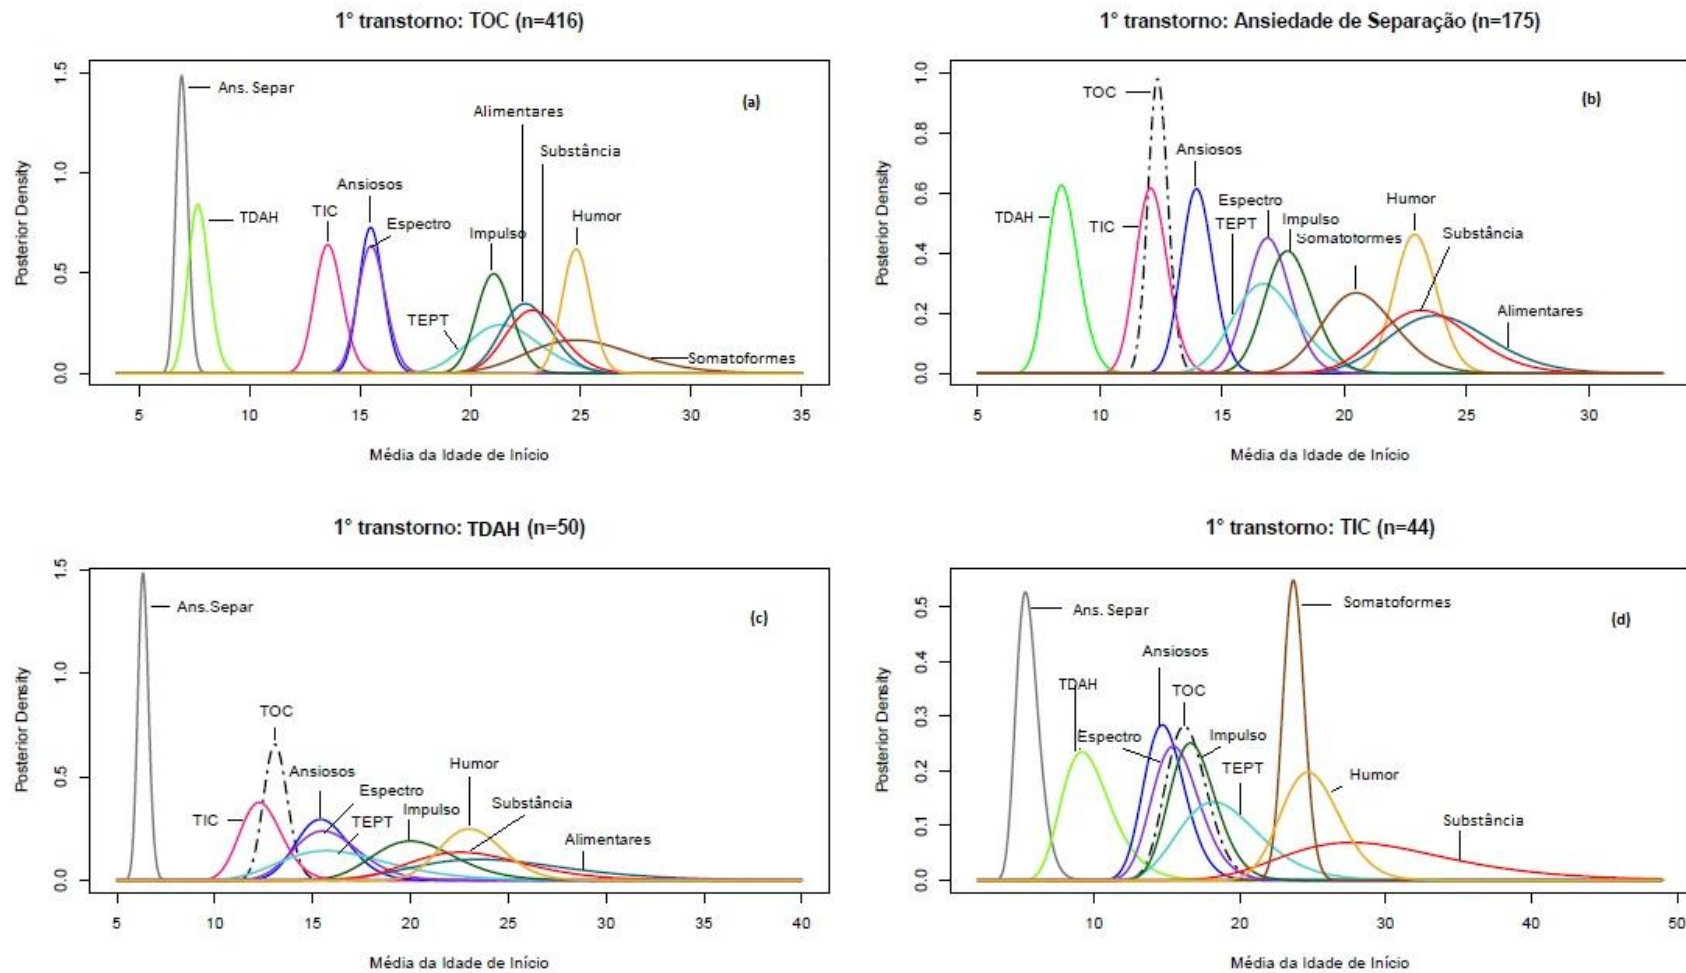 1° transtorno: TOC (n=416)
Posterior Density
0.0
0.5
1.0
1.5
Ans. Separ
TDAH
TIC
Ansiosos
Espectro
TEPT
Impulso
Alimentares
Substância
Humor
Somatoformes
(a)
5 10 15 20 25 30 35
Média da Idade de Início
1° transtorno: Ansiedade de Separação (n=175)
Posterior Density
0.0
0.2
0.4
0.6
0.8
1.0
TDAH
TOC
TIC
Ansiosos
TEPT
Espectro
Impulso
Somatoformes
Humor
Substância
Alimentares
(b)
5 10 15 20 25 30
Média da Idade de Início
1° transtorno: TDAH (n=50)
Posterior Density
0.0
0.5
1.0
1.5
Ans.Separ
TIC
TOC
Ansiosos
Espectro
TEPT
Impulso
Humor
Substância
Alimentares
(c)
5 10 15 20 25 30 35 40
Média da Idade de Início
1° transtorno: TIC (n=44)
Posterior Density
0.0
0.1
0.2
0.3
0.4
0.5
Ans. Separ
TDAH
Espectro
Ansiosos
TOC
Impulso
TEPT
Somatoformes
Humor
Substância
(d)
10 20 30 40 50
Média da Idade de Início